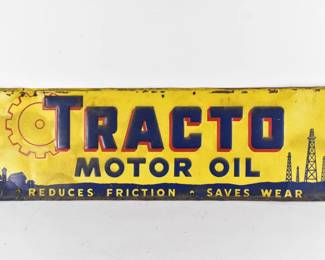 TRACTO
MOTOR OIL
REDUCES FRICTION - SAVES WEAR